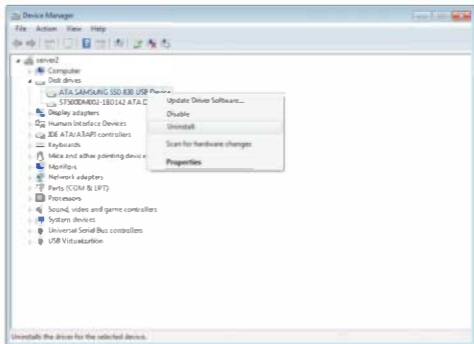 Device Manager
File Action View Help
server2
Computer
Disk drives
ATA SAMSUNG SSD 830 USB Device
ST500DM002-1BD142 ATA D
Display adapters
Human Interface Devices
IDE ATA/ATAPI controllers
Keyboards
Mice and other pointing device
Monitors
Network adapters
Ports (COM & LPT)
Processors
Sound, video and game controllers
System devices
Universal Serial Bus controllers
USB Virtualization
Update Driver Software...
Disable
Uninstall
Scan for hardware changes
Properties
Uninstalls the driver for the selected device.